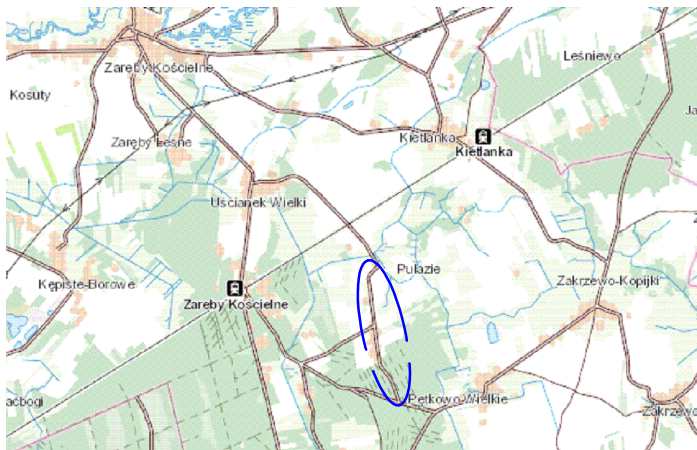 Leśniewo
Zaręby Kościelne
Kosuty
Kietlanka
Zaręby Leśne
Kietlanka
Uścianek Wielki
Pułazie
Kępiste-Borowe
Zakrzewo-Kopijki
Zaręby Kościelne
Pętkowo-Wielkie